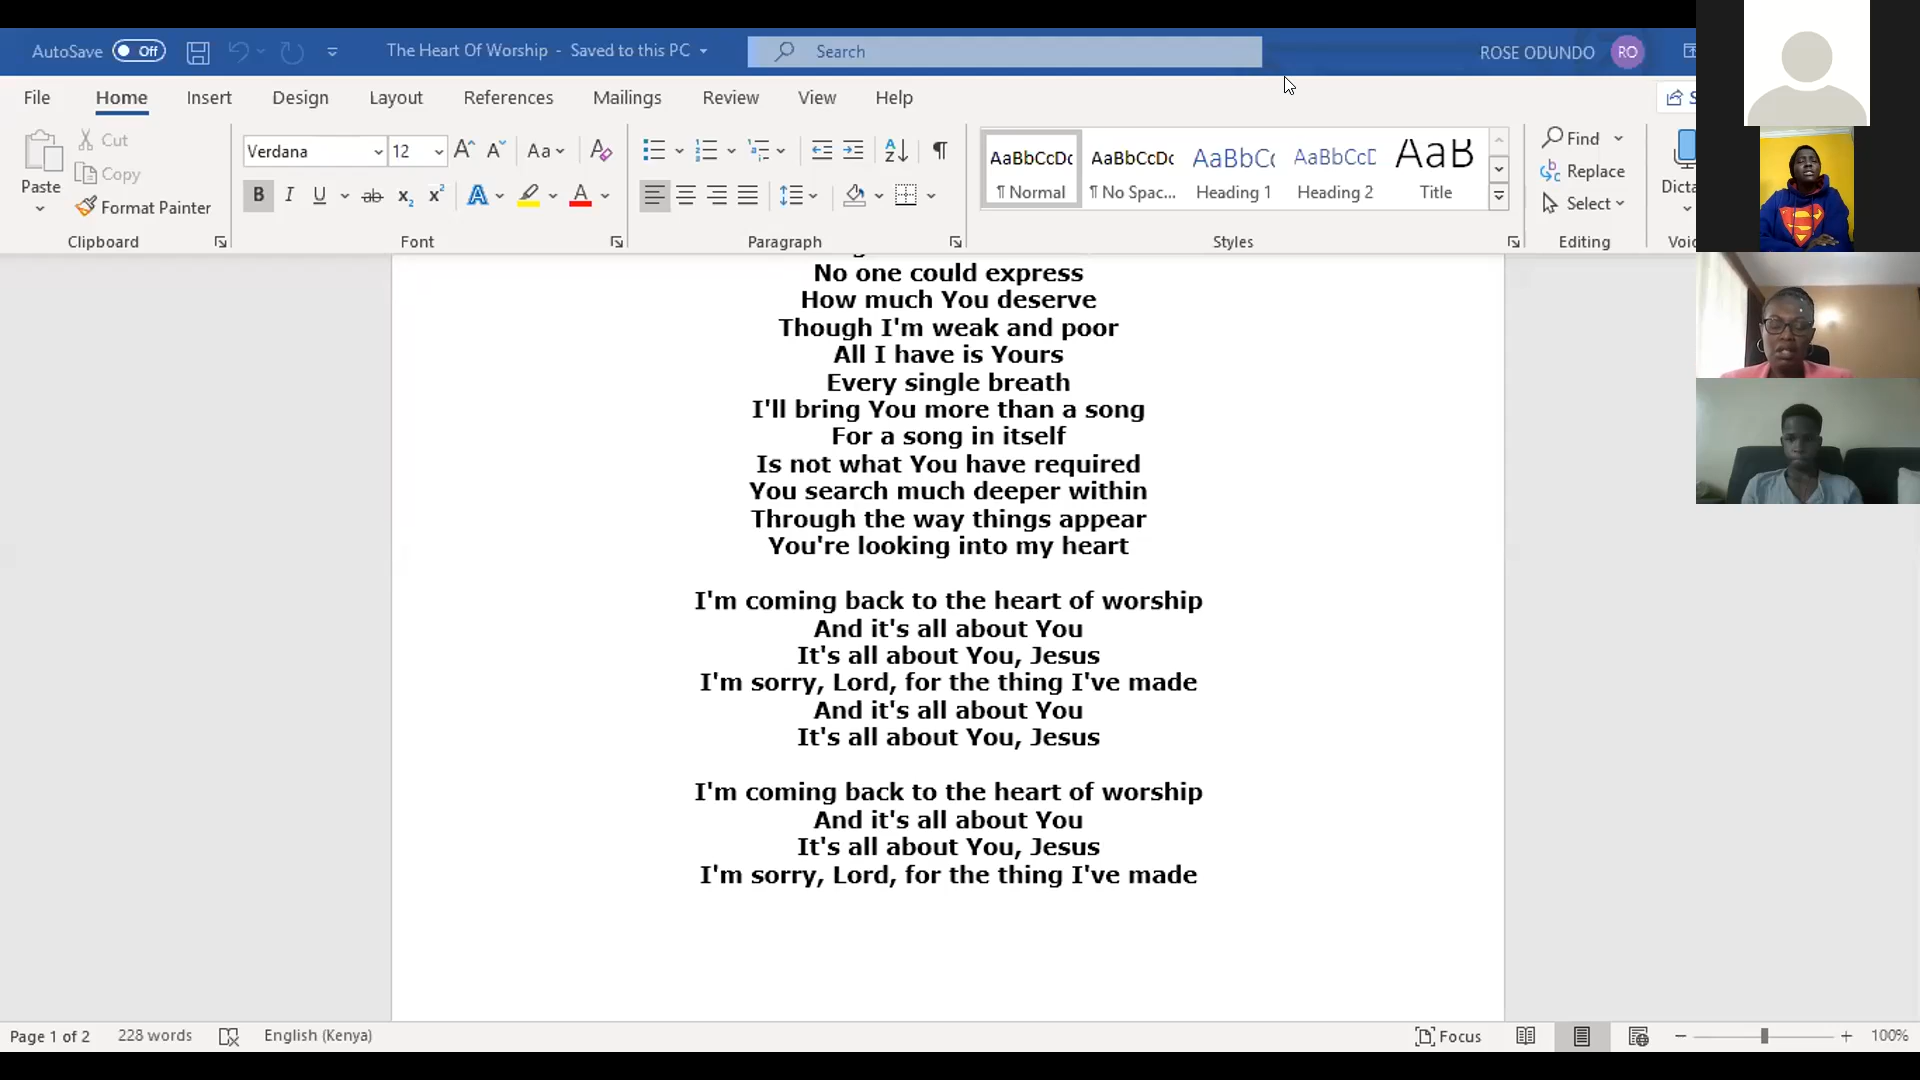 AutoSave Off The Heart Of Worship - Saved to this PC Search ROSE ODUNDO RO
File Home Insert Design Layout References Mailings Review View Help
Paste Cut Copy Format Painter
Clipboard
Verdana 12 Aa
B I U ab x₂ x² A A
Font
Paragraph
AaBbCcDc AaBbCcDc AaBbCc AaBbCcD AaB
¶ Normal ¶ No Spac... Heading 1 Heading 2 Title
Styles
Find
Replace
Select
Editing
No one could express
How much You deserve
Though I'm weak and poor
All I have is Yours
Every single breath
I'll bring You more than a song
For a song in itself
Is not what You have required
You search much deeper within
Through the way things appear
You're looking into my heart
I'm coming back to the heart of worship
And it's all about You
It's all about You, Jesus
I'm sorry, Lord, for the thing I've made
And it's all about You
It's all about You, Jesus
I'm coming back to the heart of worship
And it's all about You
It's all about You, Jesus
I'm sorry, Lord, for the thing I've made
Page 1 of 2 228 words English (Kenya) Focus 100%